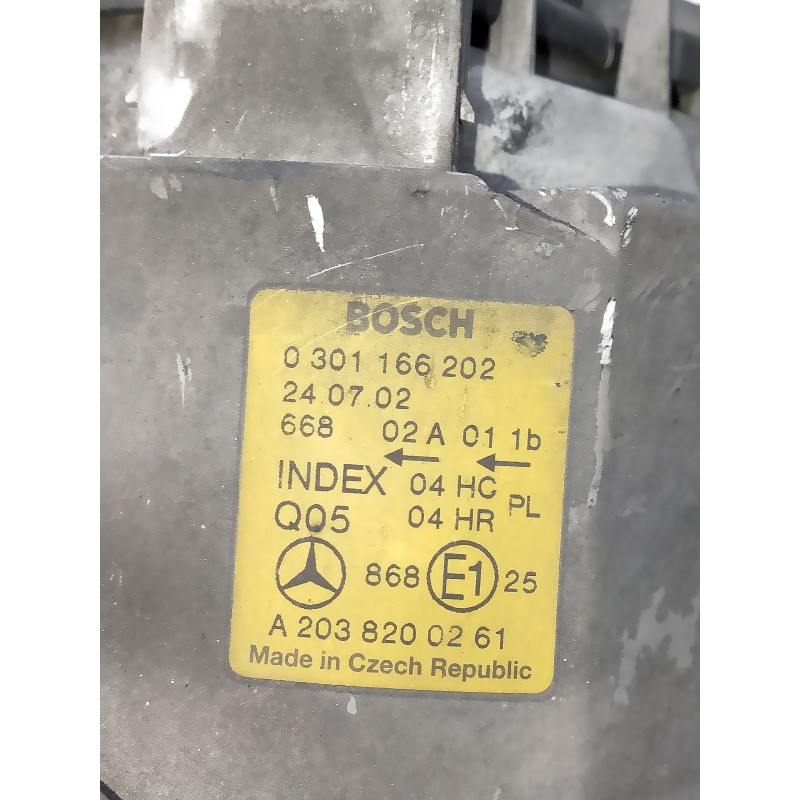 BOSCH
0 301 166 202
24.07.02
668 02 A 01 1b
INDEX 04 HC PL
Q05 04 HR
868 E1 25
A 203 820 02 61
Made in Czech Republic